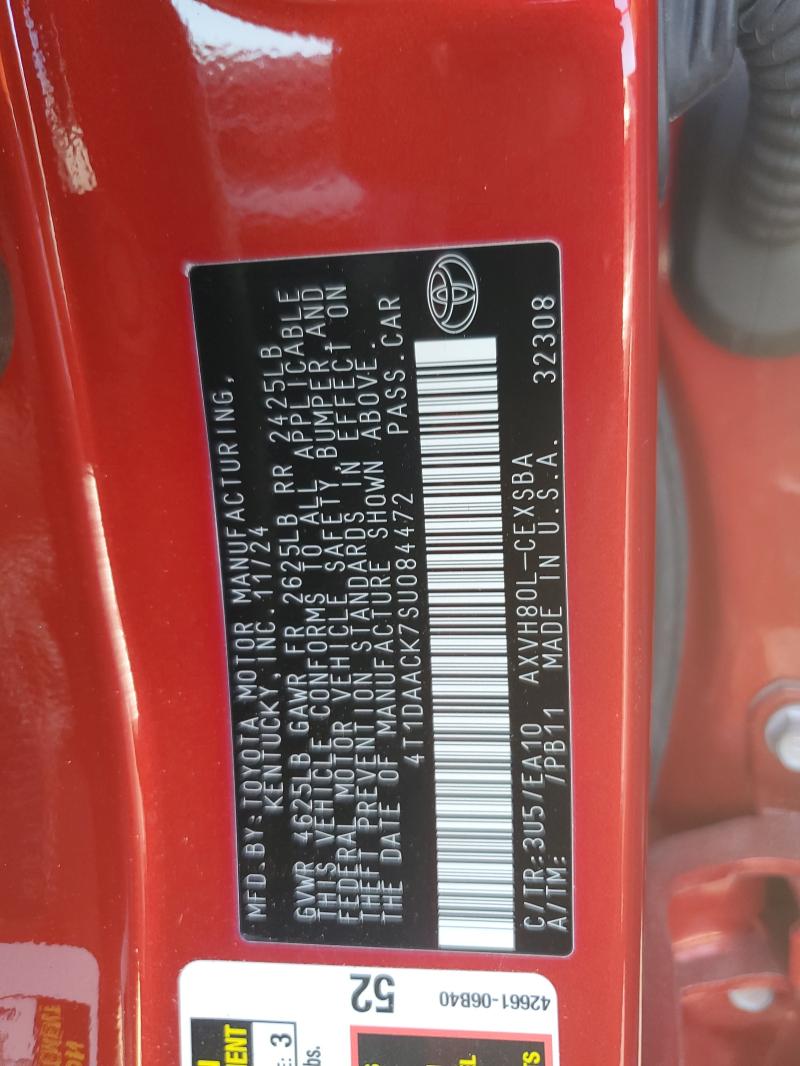 MFD.BY:TOYOTA MOTOR MANUFACTURING,
KENTUCKY,INC. 11/24
GVWR 4625LB GAWR FR 2625LB RR 2425LB
THIS VEHICLE CONFORMS TO ALL APPLICABLE
FEDERAL MOTOR VEHICLE SAFETY,BUMPER AND
THEFT PREVENTION STANDARDS IN EFFECT ON
THE DATE OF MANUFACTURE SHOWN ABOVE.
4T1DAACK7SU084472 PASS.CAR
C/TR:3U5/EA10 AXVH80L-CEXSBA 32308
A/TM: /PB11 MADE IN U.S.A.
52
42661-06B40
3